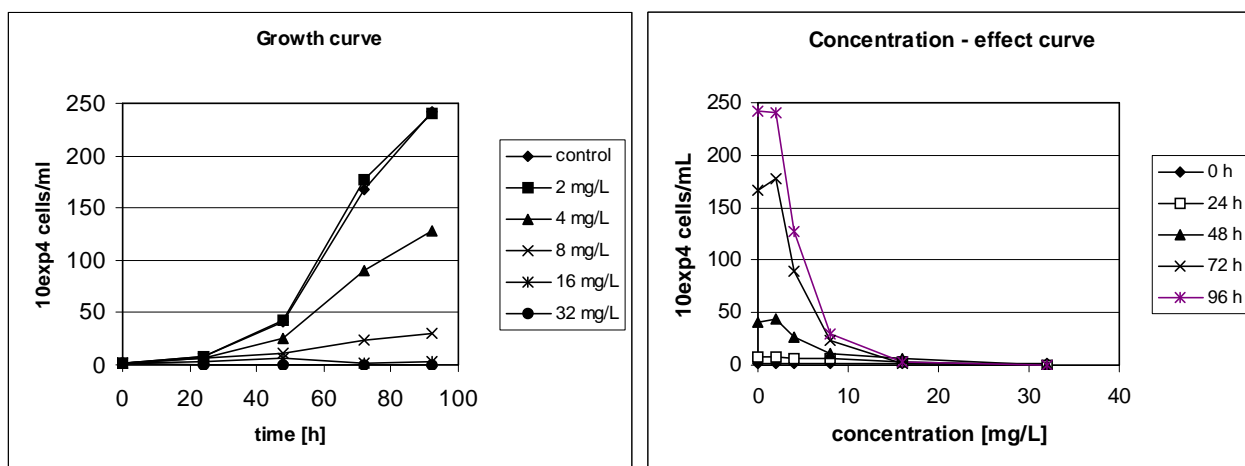 Growth curve
10exp4 cells/ml
250
200
150
100
50
0
0 20 40 60 80 100
time [h]
control
2 mg/L
4 mg/L
8 mg/L
16 mg/L
32 mg/L
Concentration - effect curve
10exp4 cells/mL
250
200
150
100
50
0
0 10 20 30 40
concentration [mg/L]
0 h
24 h
48 h
72 h
96 h